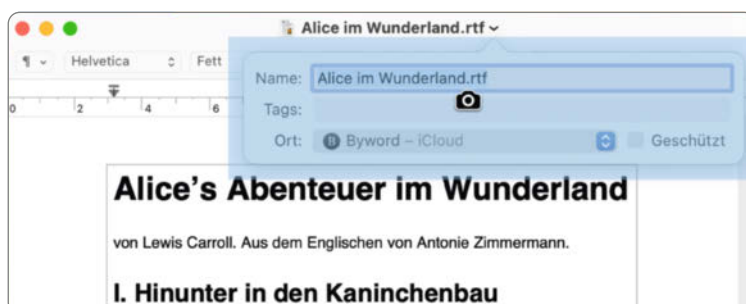 Alice im Wunderland.rtf
¶ Helvetica Fett
Name: Alice im Wunderland.rtf
Tags:
Ort: B Byword – iCloud Geschützt
0 2 4 6
Alice’s Abenteuer im Wunderland
von Lewis Carroll. Aus dem Englischen von Antonie Zimmermann.
I. Hinunter in den Kaninchenbau